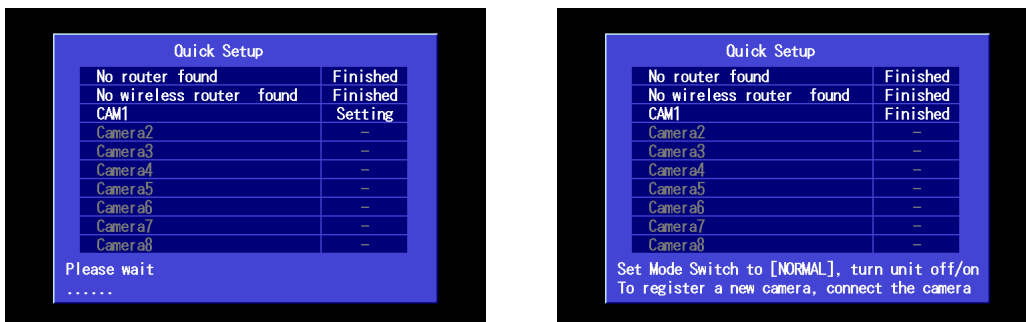 Quick Setup
No router found Finished
No wireless router found Finished
CAM1 Setting
Camera2 -
Camera3 -
Camera4 -
Camera5 -
Camera6 -
Camera7 -
Camera8 -
Please wait
......
Quick Setup
No router found Finished
No wireless router found Finished
CAM1 Finished
Camera2 -
Camera3 -
Camera4 -
Camera5 -
Camera6 -
Camera7 -
Camera8 -
Set Mode Switch to [NORMAL], turn unit off/on
To register a new camera, connect the camera